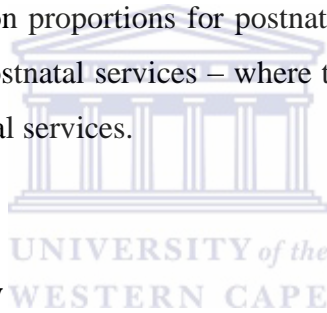 on proportions for postnat
ostnatal services – where t
al services.
UNIVERSITY of the
WESTERN CAPE